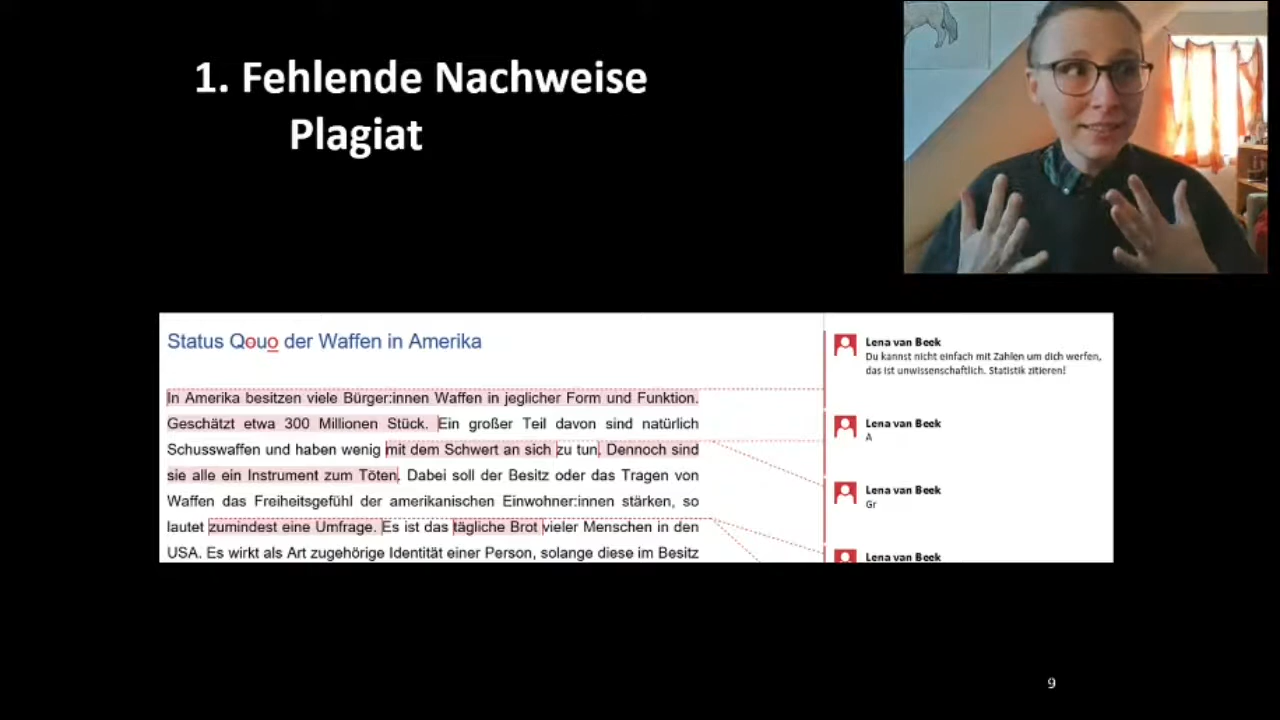 1. Fehlende Nachweise
Plagiat
Status Qouo der Waffen in Amerika
In Amerika besitzen viele Bürger:innen Waffen in jeglicher Form und Funktion.
Geschätzt etwa 300 Millionen Stück. Ein großer Teil davon sind natürlich
Schusswaffen und haben wenig mit dem Schwert an sich zu tun. Dennoch sind
sie alle ein Instrument zum Töten. Dabei soll der Besitz oder das Tragen von
Waffen das Freiheitsgefühl der amerikanischen Einwohner:innen stärken, so
lautet zumindest eine Umfrage. Es ist das tägliche Brot vieler Menschen in den
USA. Es wirkt als Art zugehörige Identität einer Person, solange diese im Besitz
Lena van Beek
Du kannst nicht einfach mit Zahlen um dich werfen,
das ist unwissenschaftlich. Statistik zitieren!
Lena van Beek
A
Lena van Beek
Gr
Lena van Beek
9